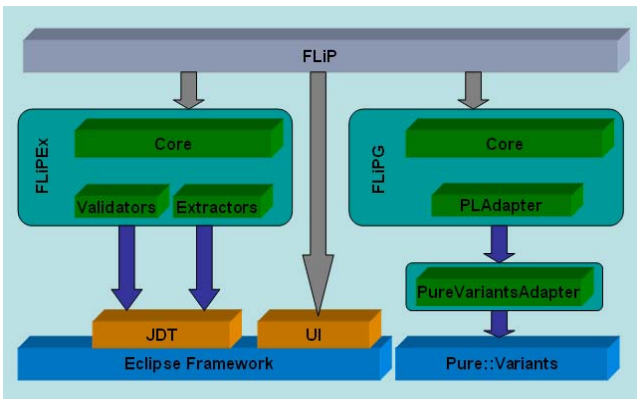 FLiP
FLiPEx
Core
Validators
Extractors
FLiPG
Core
PLAdapter
PureVariantsAdapter
JDT
UI
Eclipse Framework
Pure::Variants